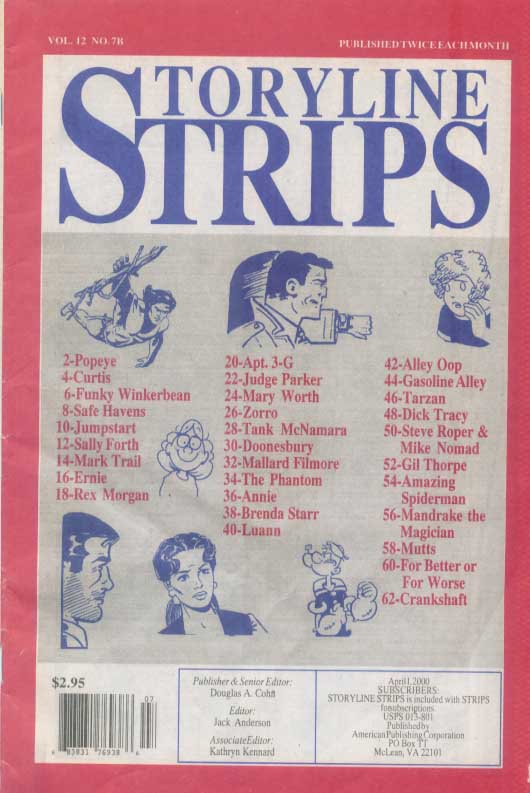 VOL. 12 NO. 7B
PUBLISHED TWICE EACH MONTH
STORYLINE
STRIPS
2-Popeye
4-Curtis
6-Funky Winkerbean
8-Safe Havens
10-Jumpstart
12-Sally Forth
14-Mark Trail
16-Ernie
18-Rex Morgan
20-Apt. 3-G
22-Judge Parker
24-Mary Worth
26-Zorro
28-Tank McNamara
30-Doonesbury
32-Mallard Filmore
34-The Phantom
36-Annie
38-Brenda Starr
40-Luann
42-Alley Oop
44-Gasoline Alley
46-Tarzan
48-Dick Tracy
50-Steve Roper &
Mike Nomad
52-Gil Thorpe
54-Amazing
Spiderman
56-Mandrake the
Magician
58-Mutts
60-For Better or
For Worse
62-Crankshaft
$2.95
07
83831 76938
Publisher & Senior Editor:
Douglas A. Cohn
Editor:
Jack Anderson
Associate Editor:
Kathryn Kennard
April 1, 2000
SUBSCRIBERS:
STORYLINE STRIPS is included with STRIPS
subscriptions.
USPS 013-801
Published by
American Publishing Corporation
PO Box TT
McLean, VA 22101